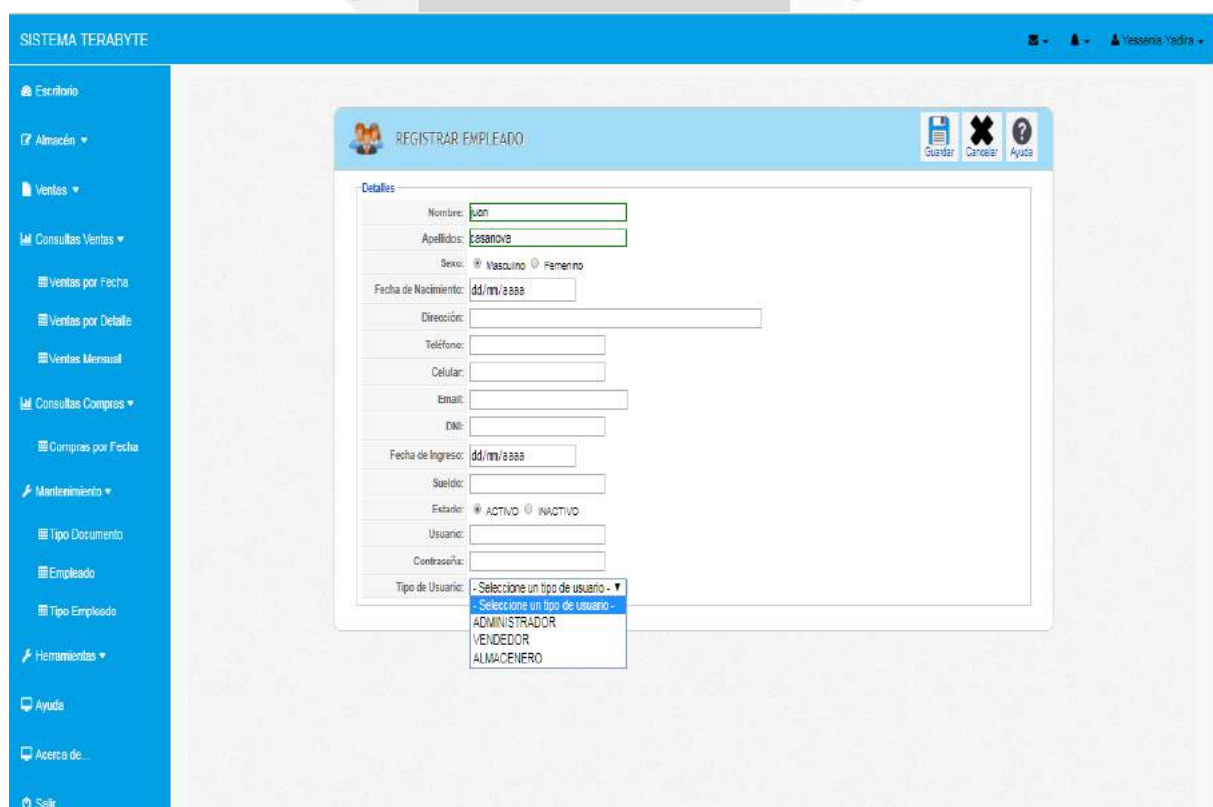 SISTEMA TERABYTE
Yessenia Yadira
Escritorio
Almacén
Ventas
Consultas Ventas
Ventas por Fecha
Ventas por Detalle
Ventas Mensual
Consultas Compras
Compras por Fecha
Mantenimiento
Tipo Documento
Empleado
Tipo Empleado
Herramientas
Ayuda
Acerca de...
Salir
REGISTRAR EMPLEADO
Guardar
Cancelar
Ayuda
Detalles
Nombre: juan
Apellidos: casanova
Sexo: Masculino Femenino
Fecha de Nacimiento: dd/mm/aaaa
Dirección:
Teléfono:
Celular:
Email:
DNI:
Fecha de Ingreso: dd/mm/aaaa
Sueldo:
Estado: ACTIVO INACTIVO
Usuario:
Contraseña:
Tipo de Usuario: - Seleccione un tipo de usuario -
- Seleccione un tipo de usuario -
ADMINISTRADOR
VENDEDOR
ALMACENERO